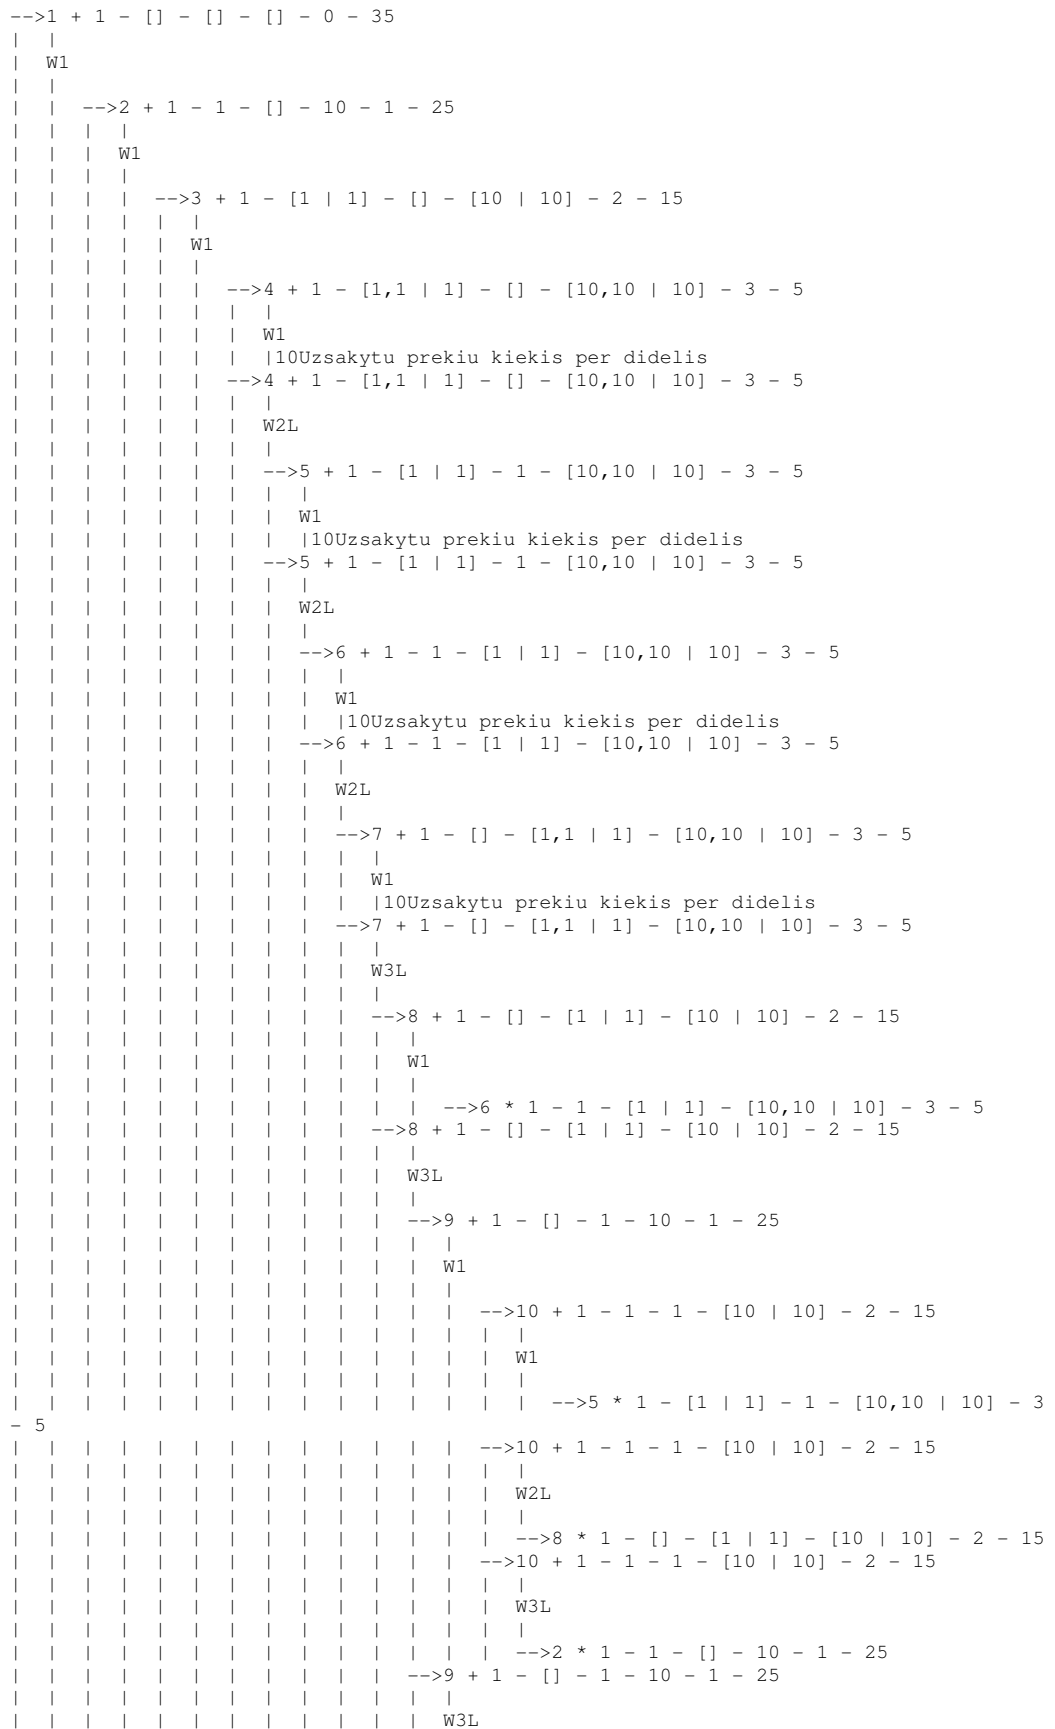 -->1 + 1 - [] - [] - [] - 0 - 35
|  |
|  W1
|  |
|  |  -->2 + 1 - 1 - [] - 10 - 1 - 25
|  |  |  |
|  |  |  W1
|  |  |  |
|  |  |  |  -->3 + 1 - [1 | 1] - [] - [10 | 10] - 2 - 15
|  |  |  |  |  |
|  |  |  |  |  W1
|  |  |  |  |  |
|  |  |  |  |  |  -->4 + 1 - [1,1 | 1] - [] - [10,10 | 10] - 3 - 5
|  |  |  |  |  |  |  |
|  |  |  |  |  |  |  W1
|  |  |  |  |  |  |  |10Uzsakytu prekiu kiekis per didelis
|  |  |  |  |  |  -->4 + 1 - [1,1 | 1] - [] - [10,10 | 10] - 3 - 5
|  |  |  |  |  |  |  |
|  |  |  |  |  |  |  W2L
|  |  |  |  |  |  |  |
|  |  |  |  |  |  |  -->5 + 1 - [1 | 1] - 1 - [10,10 | 10] - 3 - 5
|  |  |  |  |  |  |  |  |
|  |  |  |  |  |  |  |  W1
|  |  |  |  |  |  |  |  |10Uzsakytu prekiu kiekis per didelis
|  |  |  |  |  |  |  -->5 + 1 - [1 | 1] - 1 - [10,10 | 10] - 3 - 5
|  |  |  |  |  |  |  |  |
|  |  |  |  |  |  |  |  W2L
|  |  |  |  |  |  |  |  |
|  |  |  |  |  |  |  |  -->6 + 1 - 1 - [1 | 1] - [10,10 | 10] - 3 - 5
|  |  |  |  |  |  |  |  |  |
|  |  |  |  |  |  |  |  |  W1
|  |  |  |  |  |  |  |  |  |10Uzsakytu prekiu kiekis per didelis
|  |  |  |  |  |  |  |  -->6 + 1 - 1 - [1 | 1] - [10,10 | 10] - 3 - 5
|  |  |  |  |  |  |  |  |  |
|  |  |  |  |  |  |  |  |  W2L
|  |  |  |  |  |  |  |  |  |
|  |  |  |  |  |  |  |  |  -->7 + 1 - [] - [1,1 | 1] - [10,10 | 10] - 3 - 5
|  |  |  |  |  |  |  |  |  |  |
|  |  |  |  |  |  |  |  |  |  W1
|  |  |  |  |  |  |  |  |  |  |10Uzsakytu prekiu kiekis per didelis
|  |  |  |  |  |  |  |  |  -->7 + 1 - [] - [1,1 | 1] - [10,10 | 10] - 3 - 5
|  |  |  |  |  |  |  |  |  |  |
|  |  |  |  |  |  |  |  |  |  W3L
|  |  |  |  |  |  |  |  |  |  |
|  |  |  |  |  |  |  |  |  |  -->8 + 1 - [] - [1 | 1] - [10 | 10] - 2 - 15
|  |  |  |  |  |  |  |  |  |  |  |
|  |  |  |  |  |  |  |  |  |  |  W1
|  |  |  |  |  |  |  |  |  |  |  |
|  |  |  |  |  |  |  |  |  |  |  |  -->6 * 1 - 1 - [1 | 1] - [10,10 | 10] - 3 - 5
|  |  |  |  |  |  |  |  |  |  -->8 + 1 - [] - [1 | 1] - [10 | 10] - 2 - 15
|  |  |  |  |  |  |  |  |  |  |  |
|  |  |  |  |  |  |  |  |  |  |  W3L
|  |  |  |  |  |  |  |  |  |  |  |
|  |  |  |  |  |  |  |  |  |  |  -->9 + 1 - [] - 1 - 10 - 1 - 25
|  |  |  |  |  |  |  |  |  |  |  |  |
|  |  |  |  |  |  |  |  |  |  |  |  W1
|  |  |  |  |  |  |  |  |  |  |  |  |
|  |  |  |  |  |  |  |  |  |  |  |  |  -->10 + 1 - 1 - 1 - [10 | 10] - 2 - 15
|  |  |  |  |  |  |  |  |  |  |  |  |  |  |
|  |  |  |  |  |  |  |  |  |  |  |  |  |  W1
|  |  |  |  |  |  |  |  |  |  |  |  |  |  |
|  |  |  |  |  |  |  |  |  |  |  |  |  |  |  -->5 * 1 - [1 | 1] - 1 - [10,10 | 10] - 3
- 5
|  |  |  |  |  |  |  |  |  |  |  |  |  -->10 + 1 - 1 - 1 - [10 | 10] - 2 - 15
|  |  |  |  |  |  |  |  |  |  |  |  |  |  |
|  |  |  |  |  |  |  |  |  |  |  |  |  |  W2L
|  |  |  |  |  |  |  |  |  |  |  |  |  |  |
|  |  |  |  |  |  |  |  |  |  |  |  |  |  -->8 * 1 - [] - [1 | 1] - [10 | 10] - 2 - 15
|  |  |  |  |  |  |  |  |  |  |  |  |  -->10 + 1 - 1 - 1 - [10 | 10] - 2 - 15
|  |  |  |  |  |  |  |  |  |  |  |  |  |  |
|  |  |  |  |  |  |  |  |  |  |  |  |  |  W3L
|  |  |  |  |  |  |  |  |  |  |  |  |  |  |
|  |  |  |  |  |  |  |  |  |  |  |  |  |  -->2 * 1 - 1 - [] - 10 - 1 - 25
|  |  |  |  |  |  |  |  |  |  |  -->9 + 1 - [] - 1 - 10 - 1 - 25
|  |  |  |  |  |  |  |  |  |  |  |  |
|  |  |  |  |  |  |  |  |  |  |  |  W3L